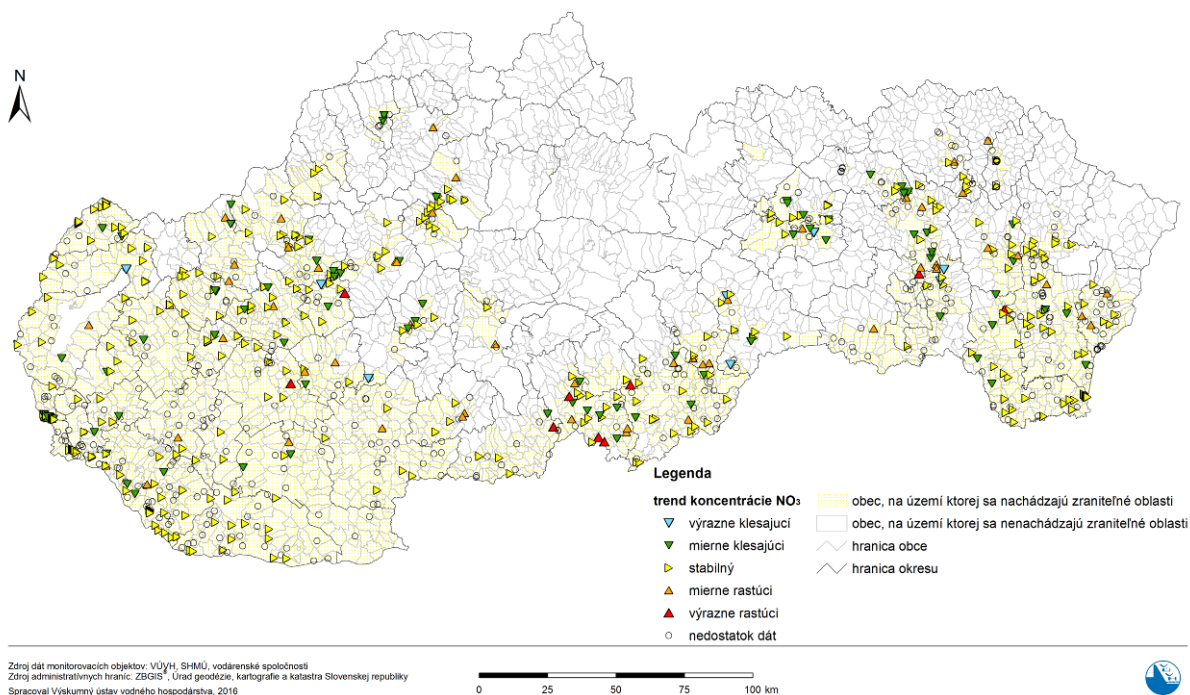 N
Legenda
trend koncentrácie NO3
výrazne klesajucí
mierne klesajúci
stabilný
mierne rastúci
výrazne rastúci
nedostatok dát
obec, na území ktorej sa nachádzajú zraniteľné oblasti
obec, na území ktorej sa nenachádzajú zraniteľné oblasti
hranica obce
hranica okresu
Zdroj dát monitorovacích objektov: VÚVH, SHMÚ, vodárenské spoločnosti
Zdroj administratívnych hraníc: ZBGIS®, Úrad geodézie, kartografie a katastra Slovenskej republiky
Spracoval Výskumný ústav vodného hospodárstva, 2016
0 25 50 75 100 km